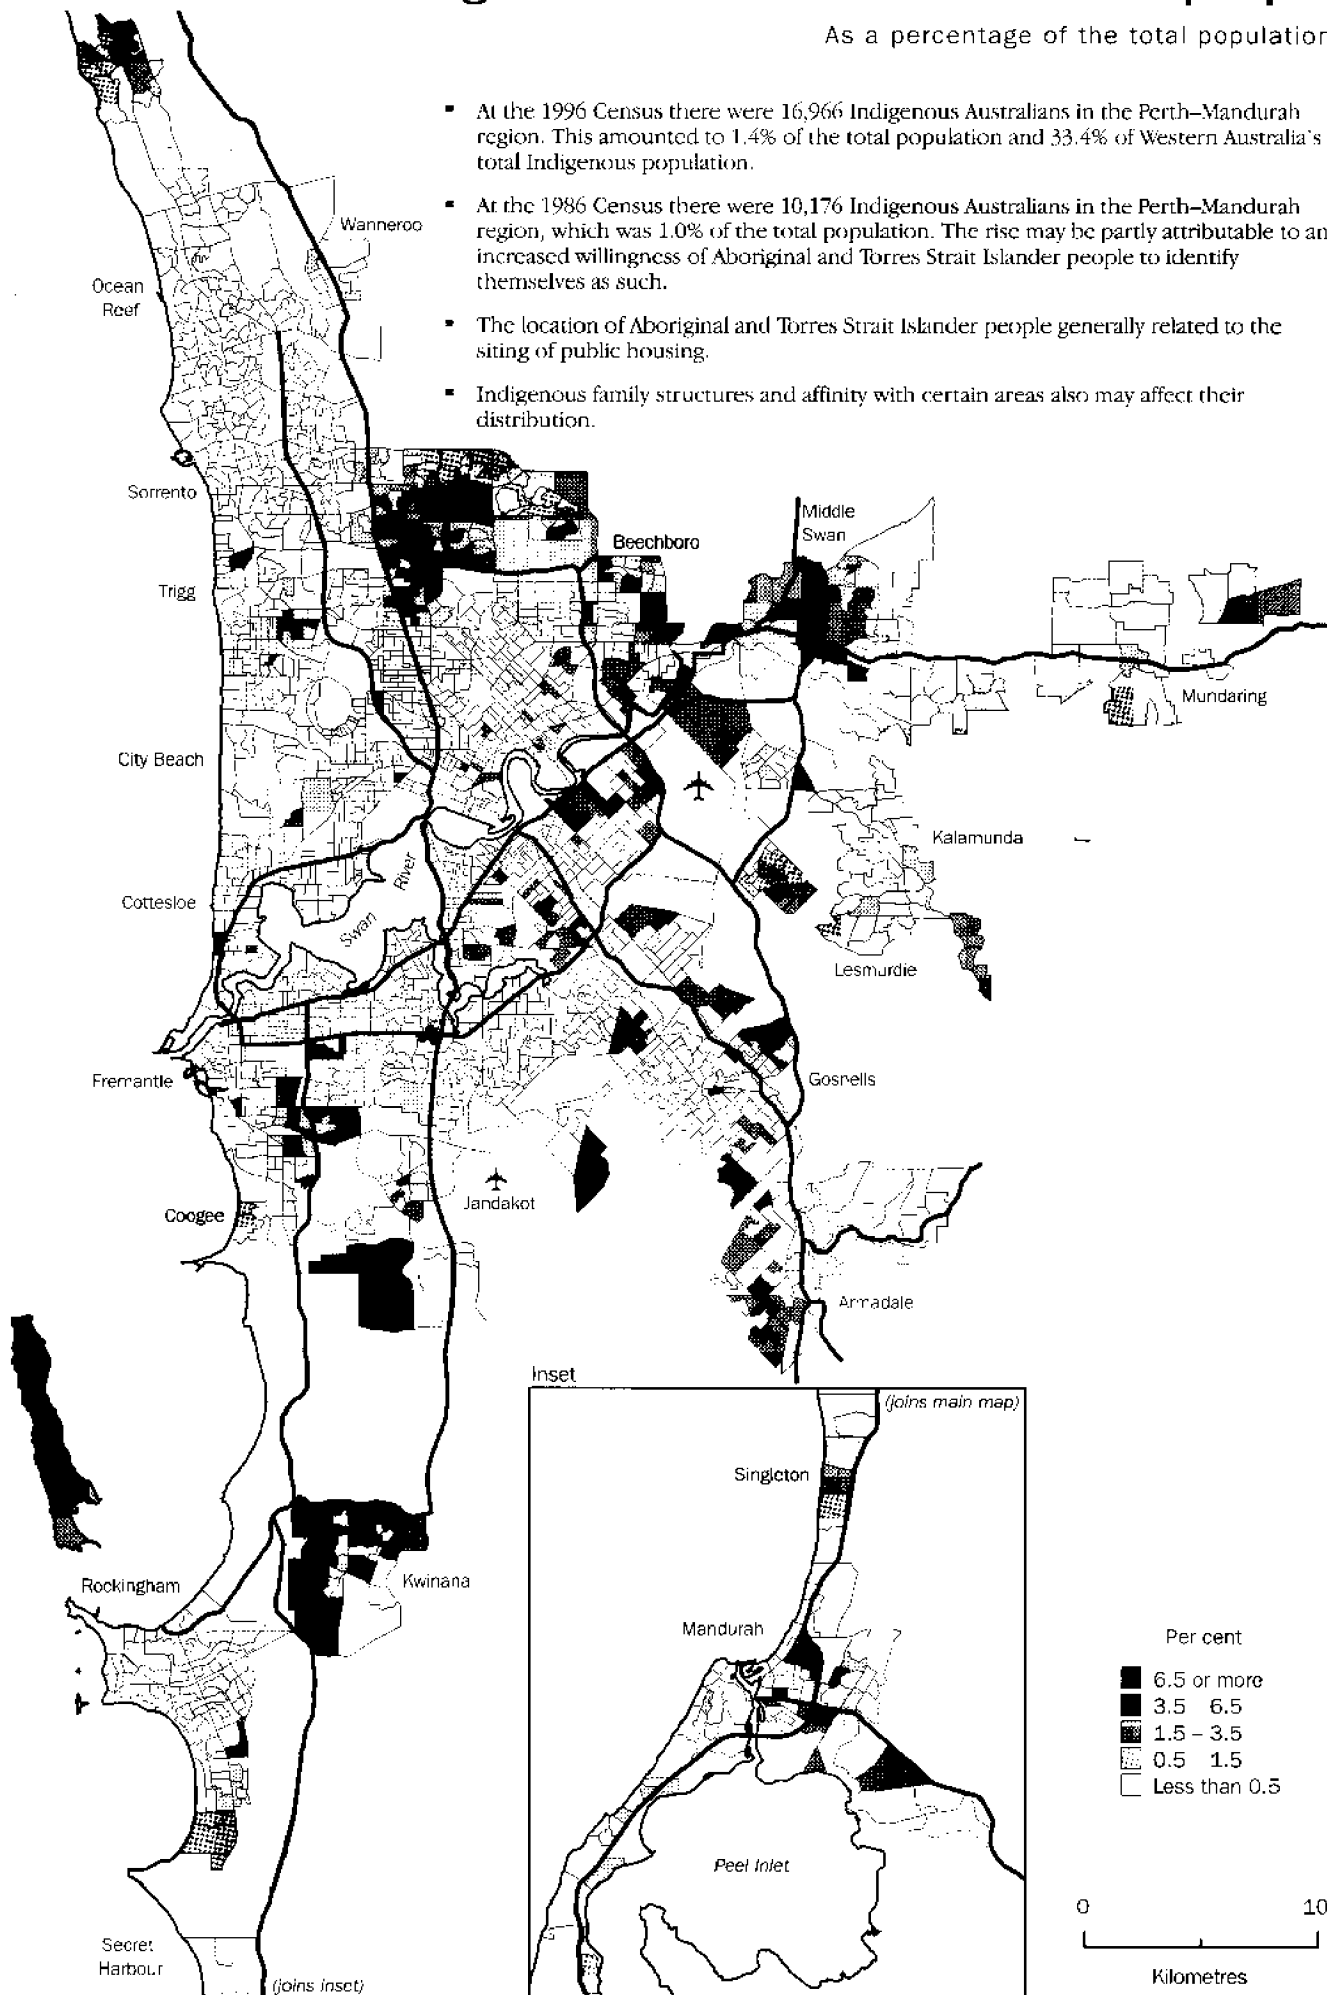 As a percentage of the total population
▪ At the 1996 Census there were 16,966 Indigenous Australians in the Perth–Mandurah
region. This amounted to 1.4% of the total population and 33.4% of Western Australia's
total Indigenous population.
▪ At the 1986 Census there were 10,176 Indigenous Australians in the Perth–Mandurah
region, which was 1.0% of the total population. The rise may be partly attributable to an
increased willingness of Aboriginal and Torres Strait Islander people to identify
themselves as such.
▪ The location of Aboriginal and Torres Strait Islander people generally related to the
siting of public housing.
▪ Indigenous family structures and affinity with certain areas also may affect their
distribution.
Wanneroo
Ocean
Reef
Sorrento
Middle
Swan
Beechboro
Trigg
Mundaring
City Beach
Kalamunda
River
Swan
Cottesloe
Lesmurdie
Fremantle
Gosnells
Jandakot
Coogee
Armadale
Inset
(joins main map)
Singleton
Kwinana
Rockingham
Mandurah
Per cent
6.5 or more
3.5 6.5
1.5 – 3.5
0.5 1.5
Less than 0.5
Peel Inlet
0 10
Kilometres
Secret
Harbour
(joins inset)